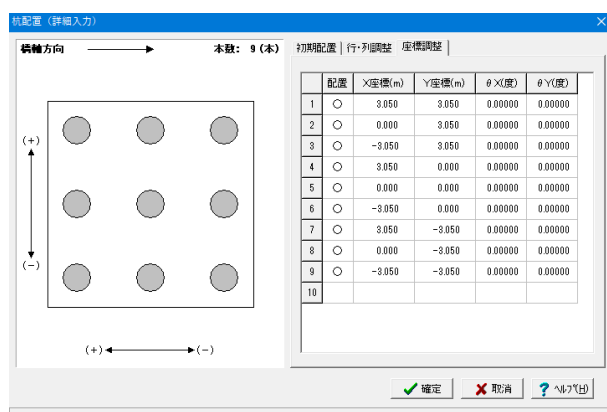 杭配置（詳細入力）
橋軸方向 本数： 9（本）
初期配置 行・列調整 座標調整
配置 X座標(m) Y座標(m) θX(度) θY(度)
1 ○ 3.050 3.050 0.00000 0.00000
2 ○ 0.000 3.050 0.00000 0.00000
3 ○ -3.050 3.050 0.00000 0.00000
4 ○ 3.050 0.000 0.00000 0.00000
5 ○ 0.000 0.000 0.00000 0.00000
6 ○ -3.050 0.000 0.00000 0.00000
7 ○ 3.050 -3.050 0.00000 0.00000
8 ○ 0.000 -3.050 0.00000 0.00000
9 ○ -3.050 -3.050 0.00000 0.00000
10
(+)
(-)
(+) (-)
確定 取消 ヘルプ(H)